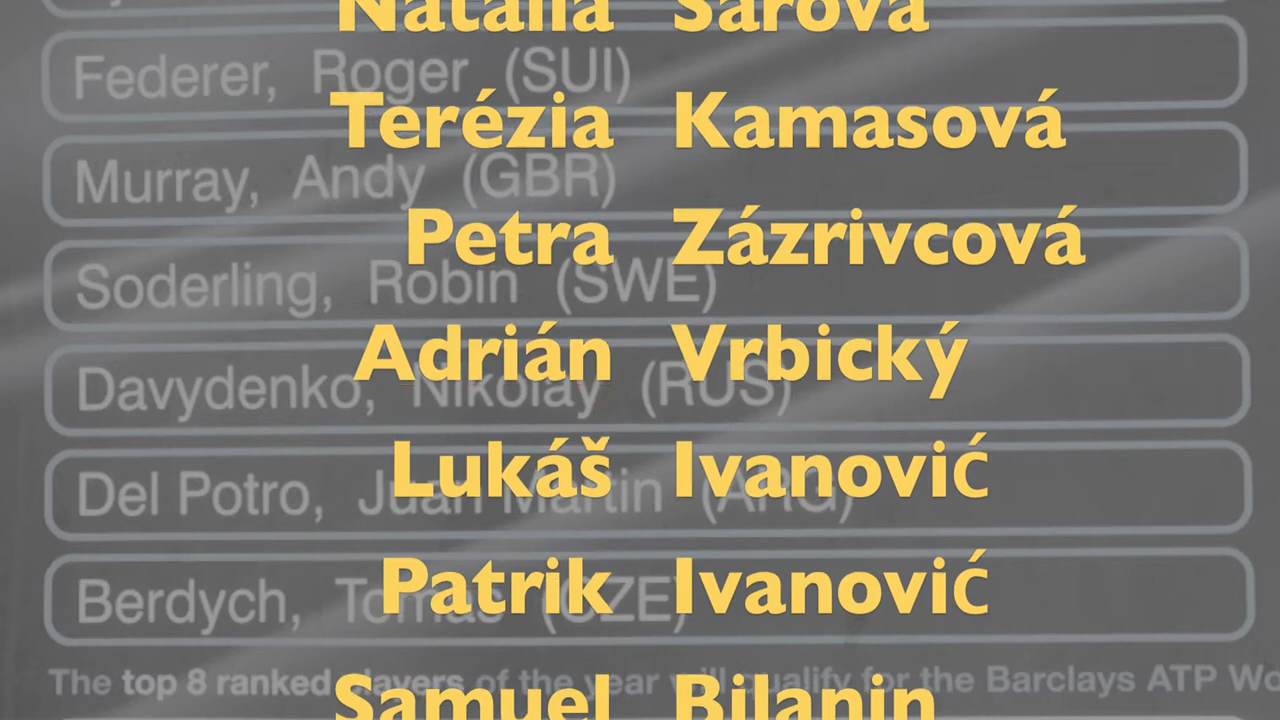 Natália Šarová
Federer, Roger (SUI)
Terézia Kamasová
Murray, Andy (GBR)
Petra Zázrivcová
Soderling, Robin (SWE)
Adrián Vrbický
Davydenko, Nikolay (RUS)
Lukáš Ivanović
Del Potro, Juan Martin (ARG)
Patrik Ivanović
Berdych, Tomas (CZE)
The top 8 ranked players of the year will qualify for the Barclays ATP Wo
Samuel Bilanin